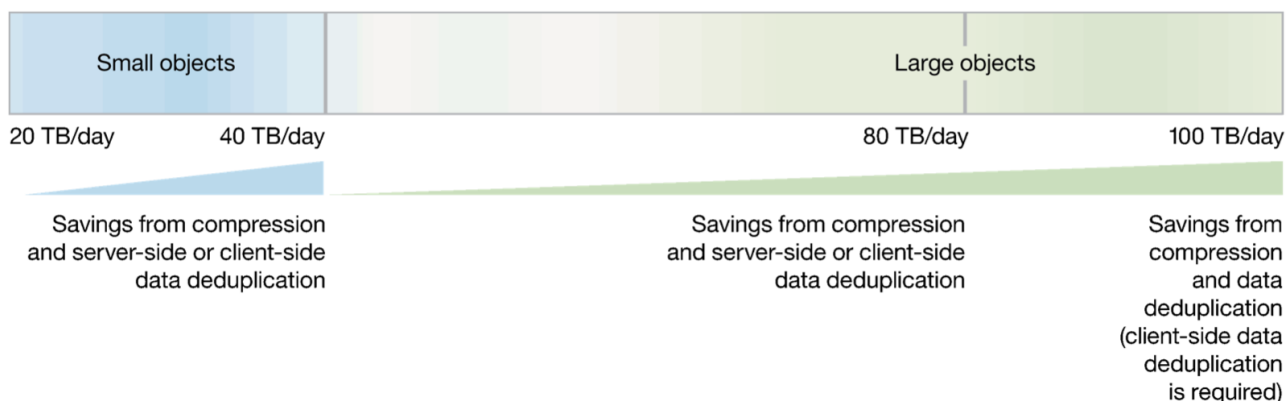 Small objects
Large objects
20 TB/day
40 TB/day
80 TB/day
100 TB/day
Savings from compression
and server-side or client-side
data deduplication
Savings from compression
and server-side or client-side
data deduplication
Savings from
compression
and data
deduplication
(client-side data
deduplication
is required)